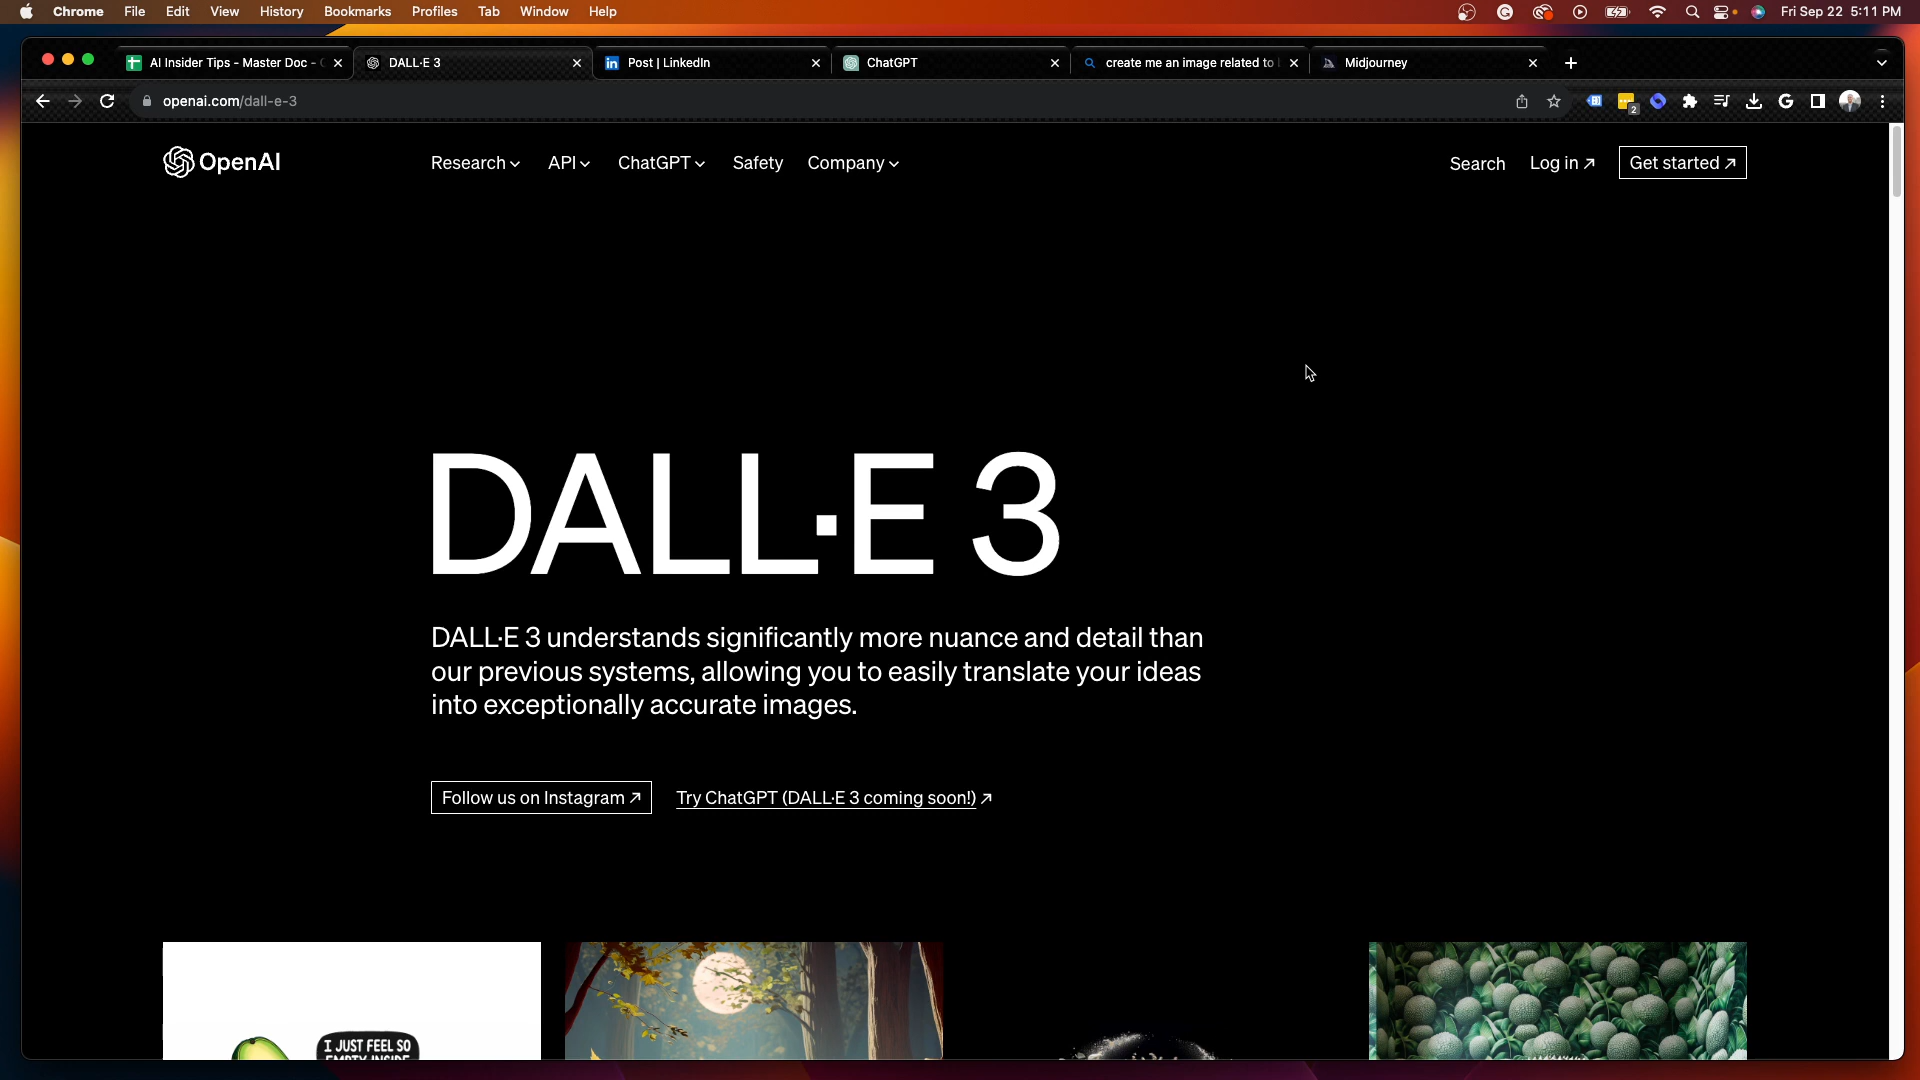 Chrome File Edit View History Bookmarks Profiles Tab Window Help Fri Sep 22 5:11 PM
AI Insider Tips - Master Doc - DALL·E 3 Post | LinkedIn ChatGPT create me an image related to Midjourney
openai.com/dall-e-3
2
OpenAI Research API ChatGPT Safety Company Search Log in ↗ Get started ↗
DALL·E 3
DALL·E 3 understands significantly more nuance and detail than
our previous systems, allowing you to easily translate your ideas
into exceptionally accurate images.
Follow us on Instagram ↗ Try ChatGPT (DALL·E 3 coming soon!) ↗
I JUST FEEL SO
EMPTY INSIDE